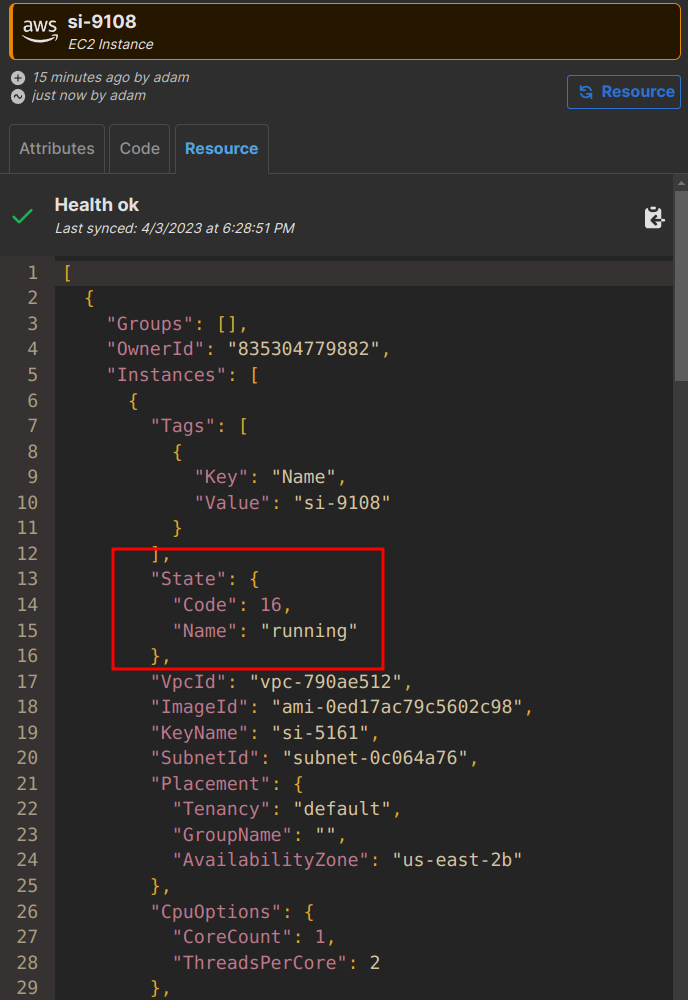 aws
si-9108
EC2 Instance
15 minutes ago by adam
just now by adam
Resource
Attributes
Code
Resource
Health ok
Last synced: 4/3/2023 at 6:28:51 PM
1 [
2 {
3 "Groups": [],
4 "OwnerId": "835304779882",
5 "Instances": [
6 {
7 "Tags": [
8 {
9 "Key": "Name",
10 "Value": "si-9108"
11 }
12 ],
13 "State": {
14 "Code": 16,
15 "Name": "running"
16 },
17 "VpcId": "vpc-790ae512",
18 "ImageId": "ami-0ed17ac79c5602c98",
19 "KeyName": "si-5161",
20 "SubnetId": "subnet-0c064a76",
21 "Placement": {
22 "Tenancy": "default",
23 "GroupName": "",
24 "AvailabilityZone": "us-east-2b"
25 },
26 "CpuOptions": {
27 "CoreCount": 1,
28 "ThreadsPerCore": 2
29 },